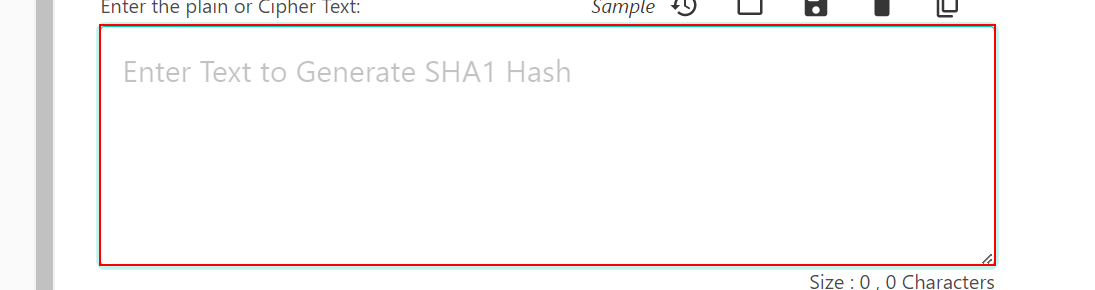 Enter the plain or Cipher Text: Sample
Enter Text to Generate SHA1 Hash
Size : 0 , 0 Characters